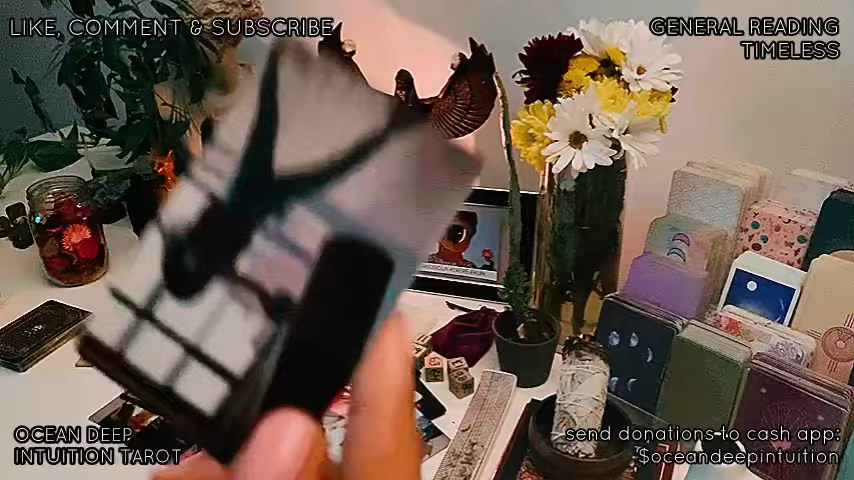 LIKE, COMMENT & SUBSCRIBE
GENERAL READING
TIMELESS
OCEAN DEEP
INTUITION TAROT
send donations to cash app:
$oceandeepintuition